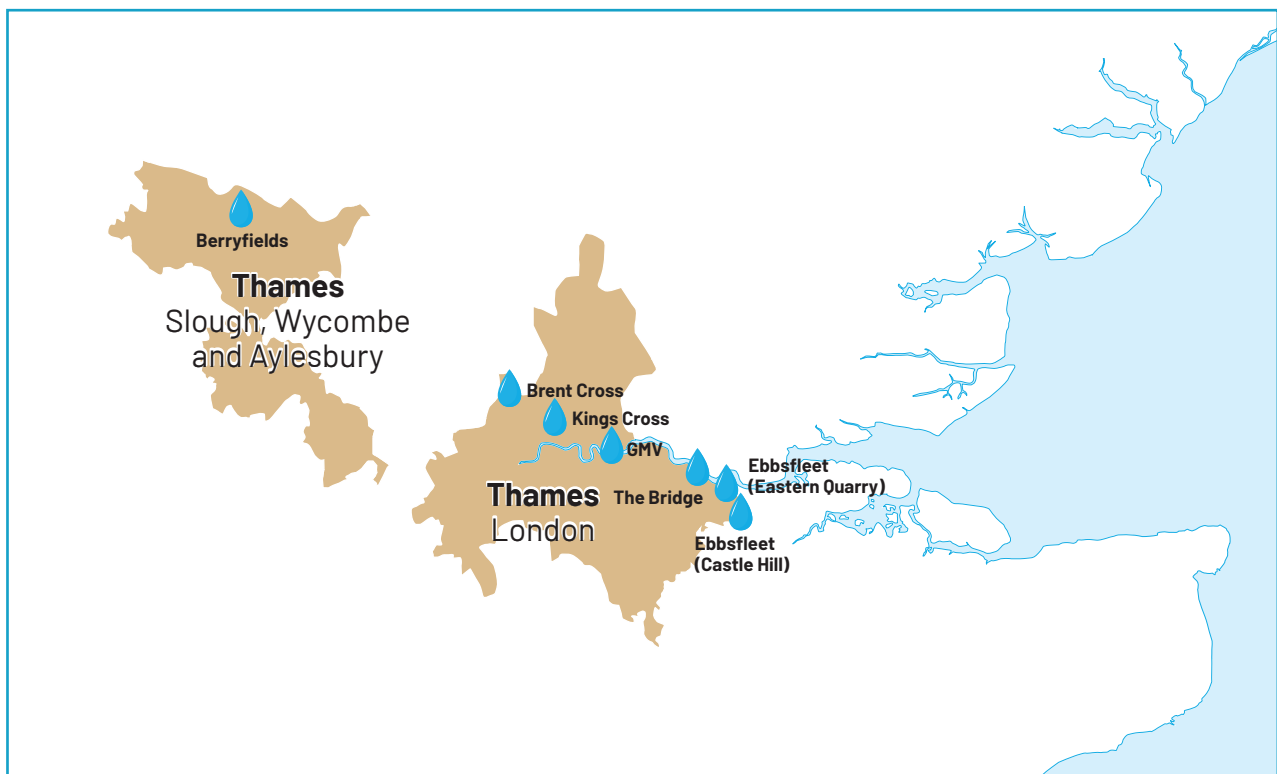 Berryfields
Thames
Slough, Wycombe
and Aylesbury
Brent Cross
Kings Cross
GMV
Ebbsfleet
(Eastern Quarry)
The Bridge
Thames
London
Ebbsfleet
(Castle Hill)